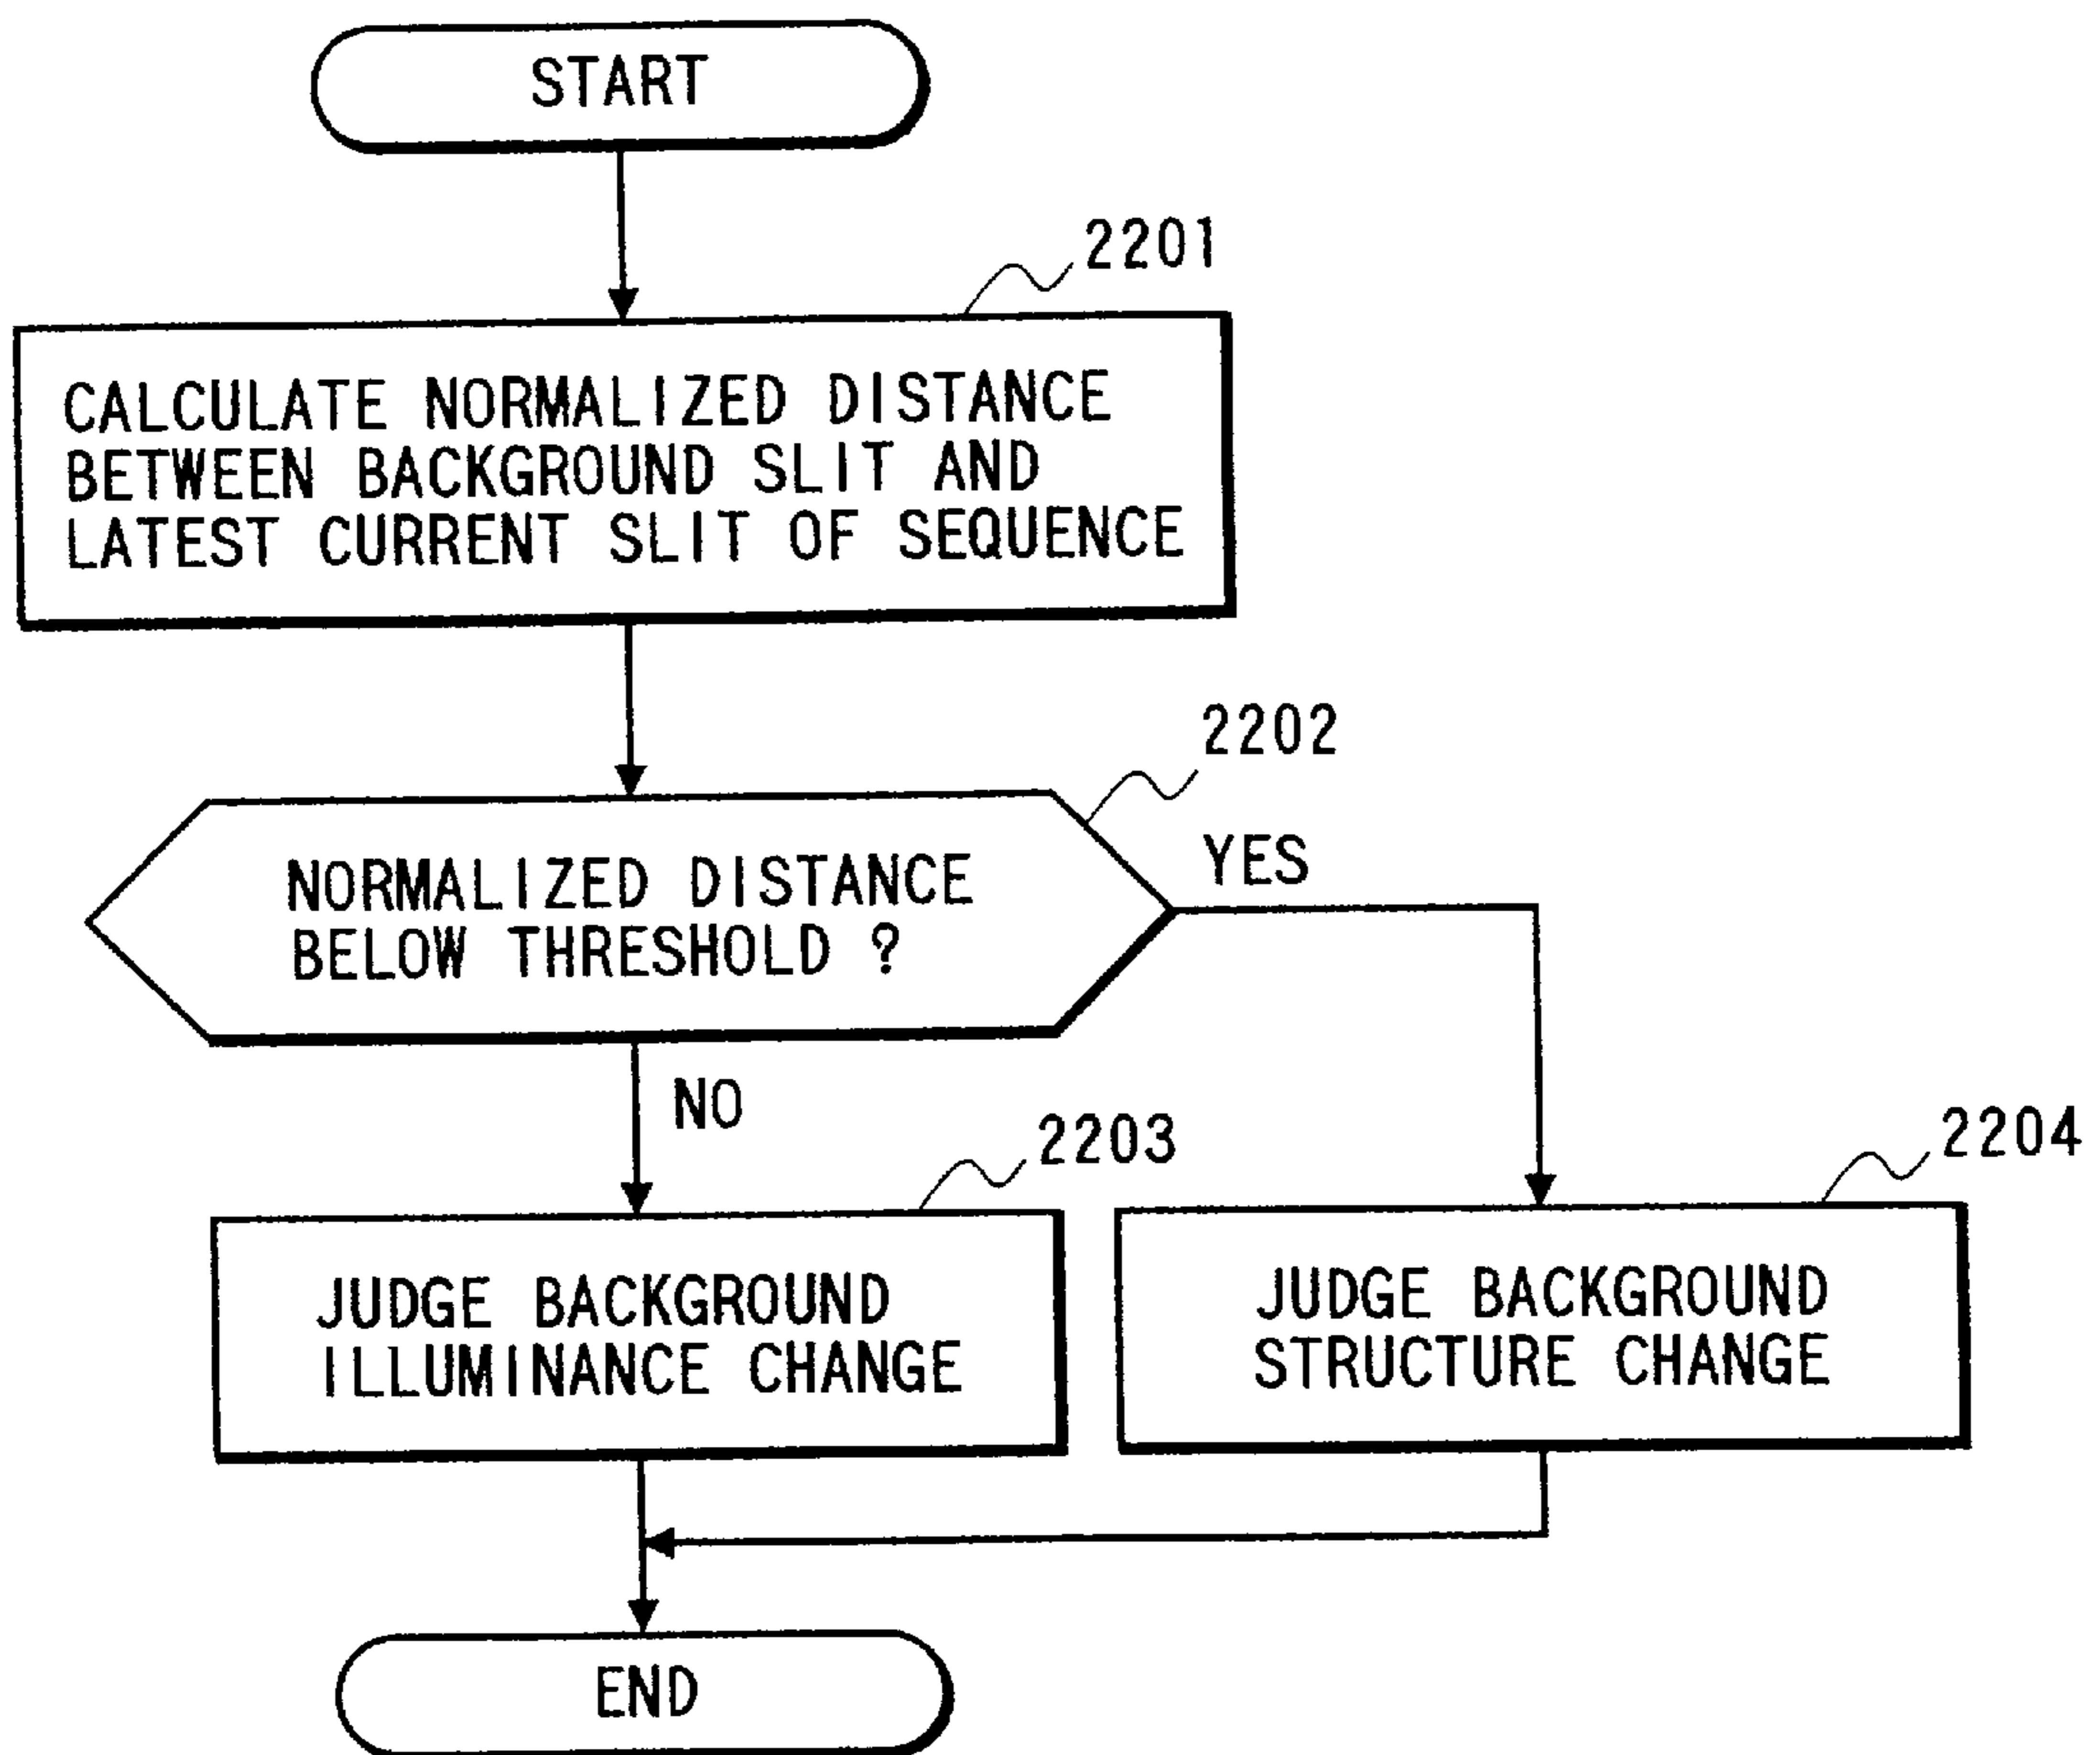 START
2201
CALCULATE NORMALIZED DISTANCE
BETWEEN BACKGROUND SLIT AND
LATEST CURRENT SLIT OF SEQUENCE
2202
NORMALIZED DISTANCE
BELOW THRESHOLD ?
YES
NO
2203
JUDGE BACKGROUND
ILLUMINANCE CHANGE
2204
JUDGE BACKGROUND
STRUCTURE CHANGE
END